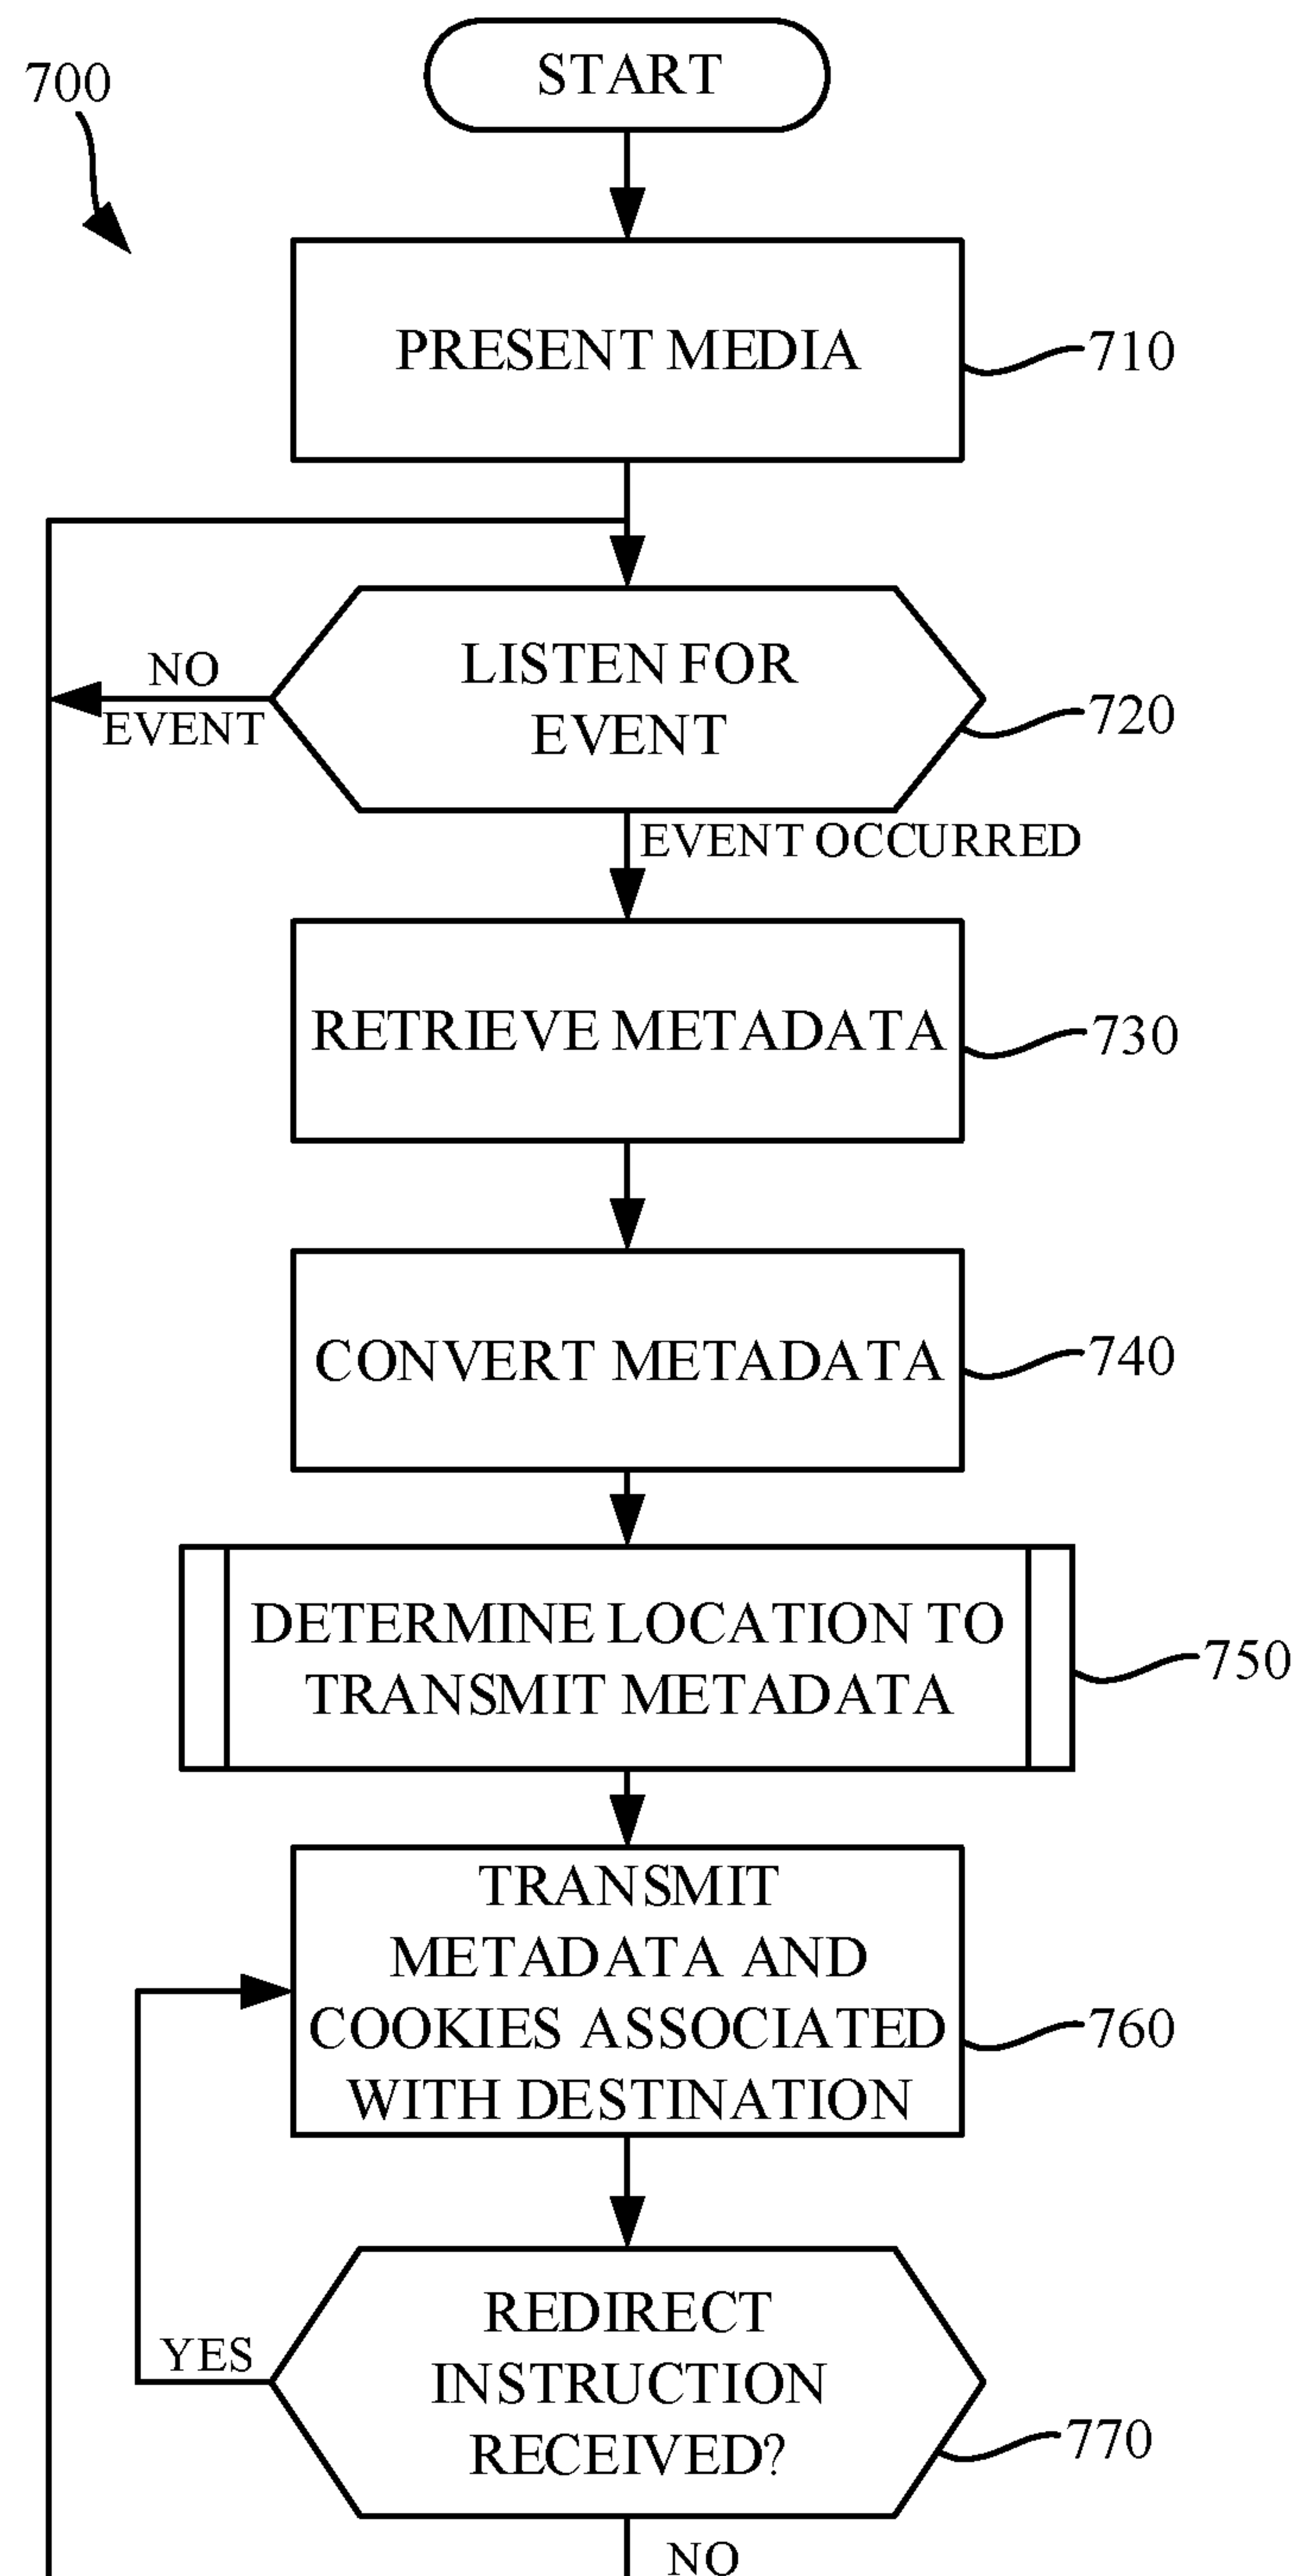 START
700
PRESENT MEDIA
710
LISTEN FOR
EVENT
720
NO
EVENT
EVENT OCCURRED
RETRIEVE METADATA
730
CONVERT METADATA
740
DETERMINE LOCATION TO
TRANSMIT METADATA
750
TRANSMIT
METADATA AND
COOKIES ASSOCIATED
WITH DESTINATION
760
REDIRECT
INSTRUCTION
RECEIVED?
YES
770
NO